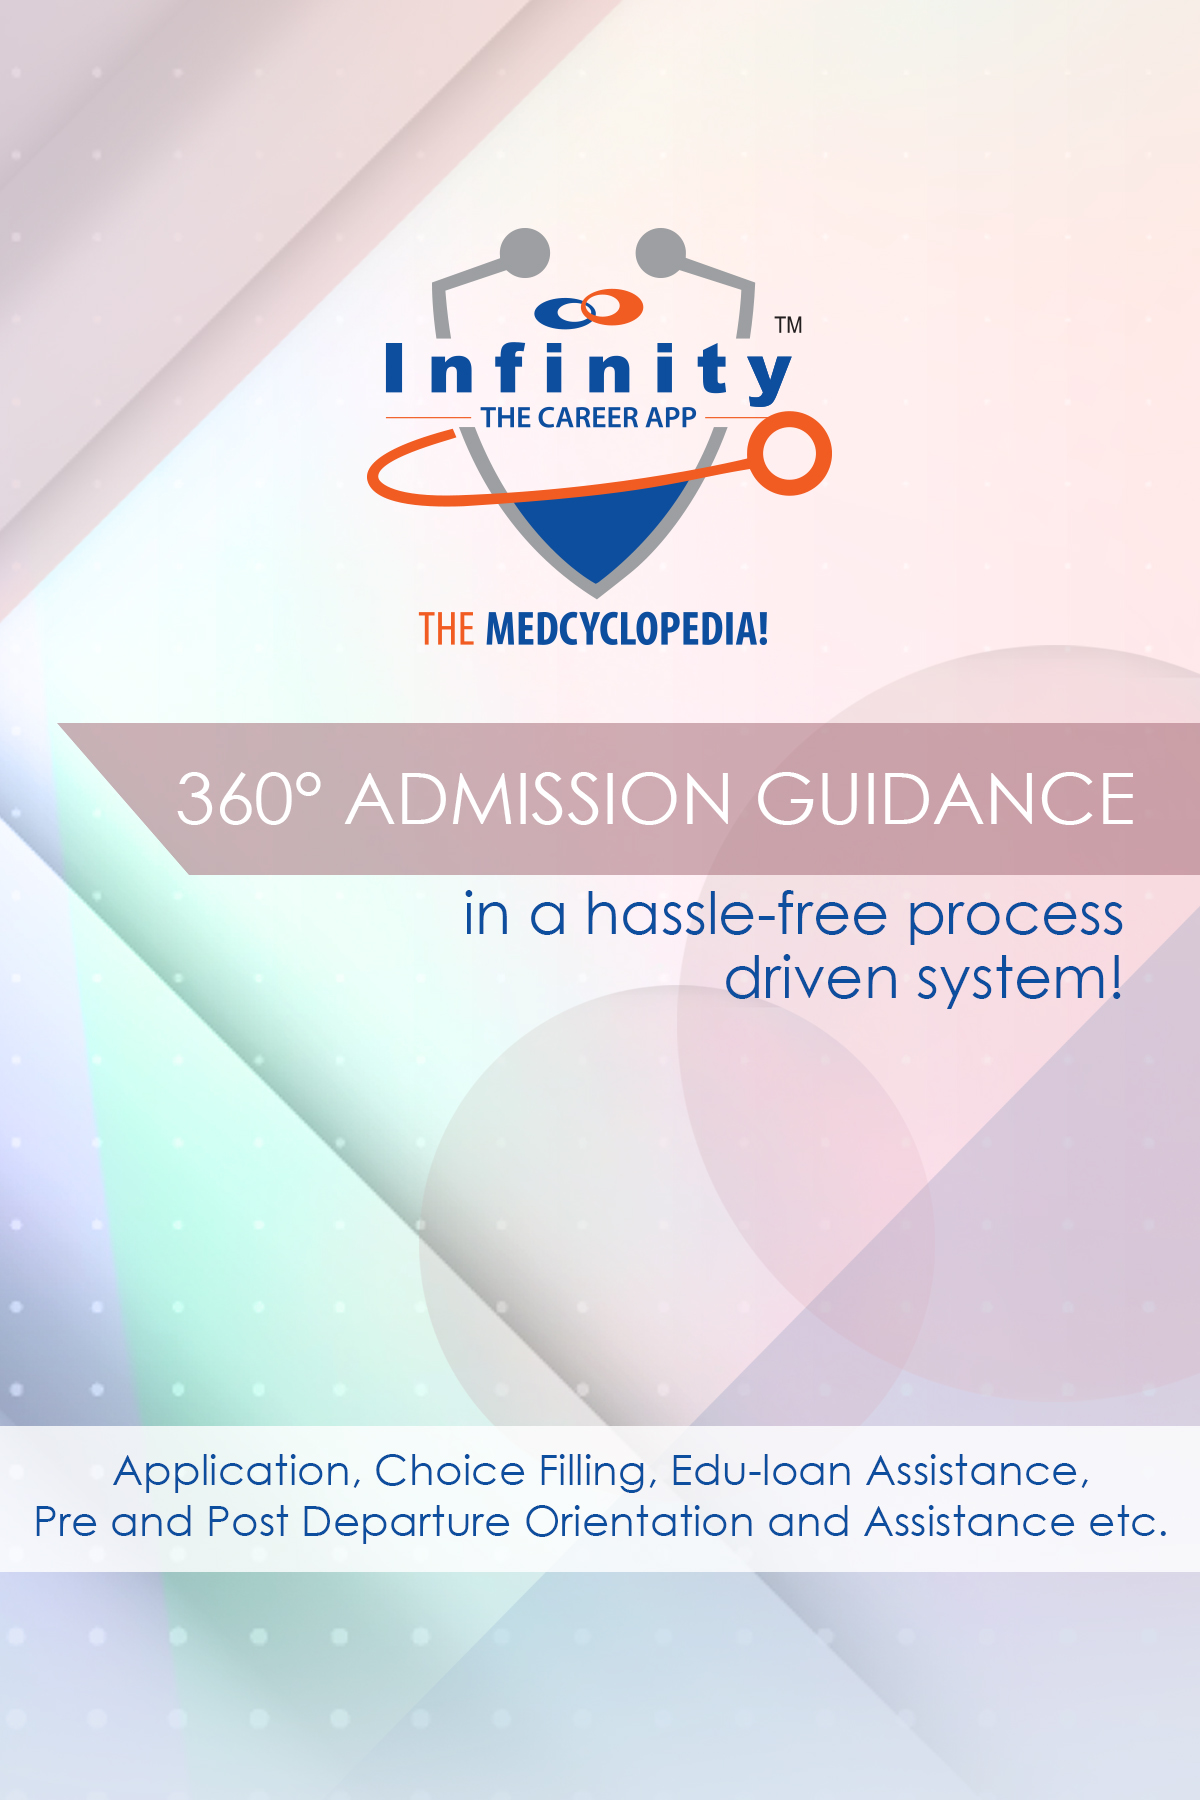 Infinity
TM
THE CAREER APP
THE MEDCYCLOPEDIA!
360° ADMISSION GUIDANCE
in a hassle-free process
driven system!
Application, Choice Filling, Edu-loan Assistance,
Pre and Post Departure Orientation and Assistance etc.